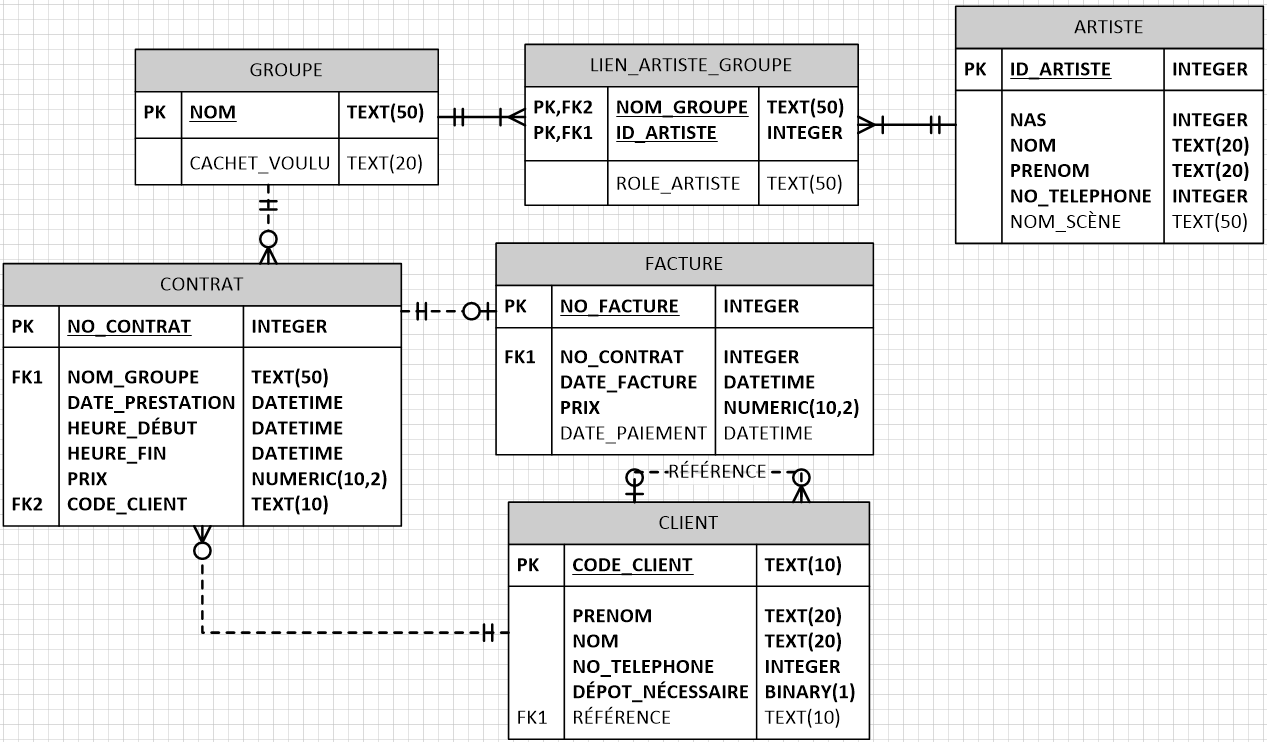 GROUPE
PK NOM TEXT(50)
CACHET_VOULU TEXT(20)
LIEN_ARTISTE_GROUPE
PK,FK2 NOM_GROUPE TEXT(50)
PK,FK1 ID_ARTISTE INTEGER
ROLE_ARTISTE TEXT(50)
ARTISTE
PK ID_ARTISTE INTEGER
NAS INTEGER
NOM TEXT(20)
PRENOM TEXT(20)
NO_TELEPHONE INTEGER
NOM_SCÈNE TEXT(50)
CONTRAT
PK NO_CONTRAT INTEGER
FK1 NOM_GROUPE TEXT(50)
DATE_PRESTATION DATETIME
HEURE_DÉBUT DATETIME
HEURE_FIN DATETIME
PRIX NUMERIC(10,2)
FK2 CODE_CLIENT TEXT(10)
FACTURE
PK NO_FACTURE INTEGER
FK1 NO_CONTRAT INTEGER
DATE_FACTURE DATETIME
PRIX NUMERIC(10,2)
DATE_PAIEMENT DATETIME
RÉFÉRENCE
CLIENT
PK CODE_CLIENT TEXT(10)
PRENOM TEXT(20)
NOM TEXT(20)
NO_TELEPHONE INTEGER
DÉPOT_NÉCESSAIRE BINARY(1)
FK1 RÉFÉRENCE TEXT(10)